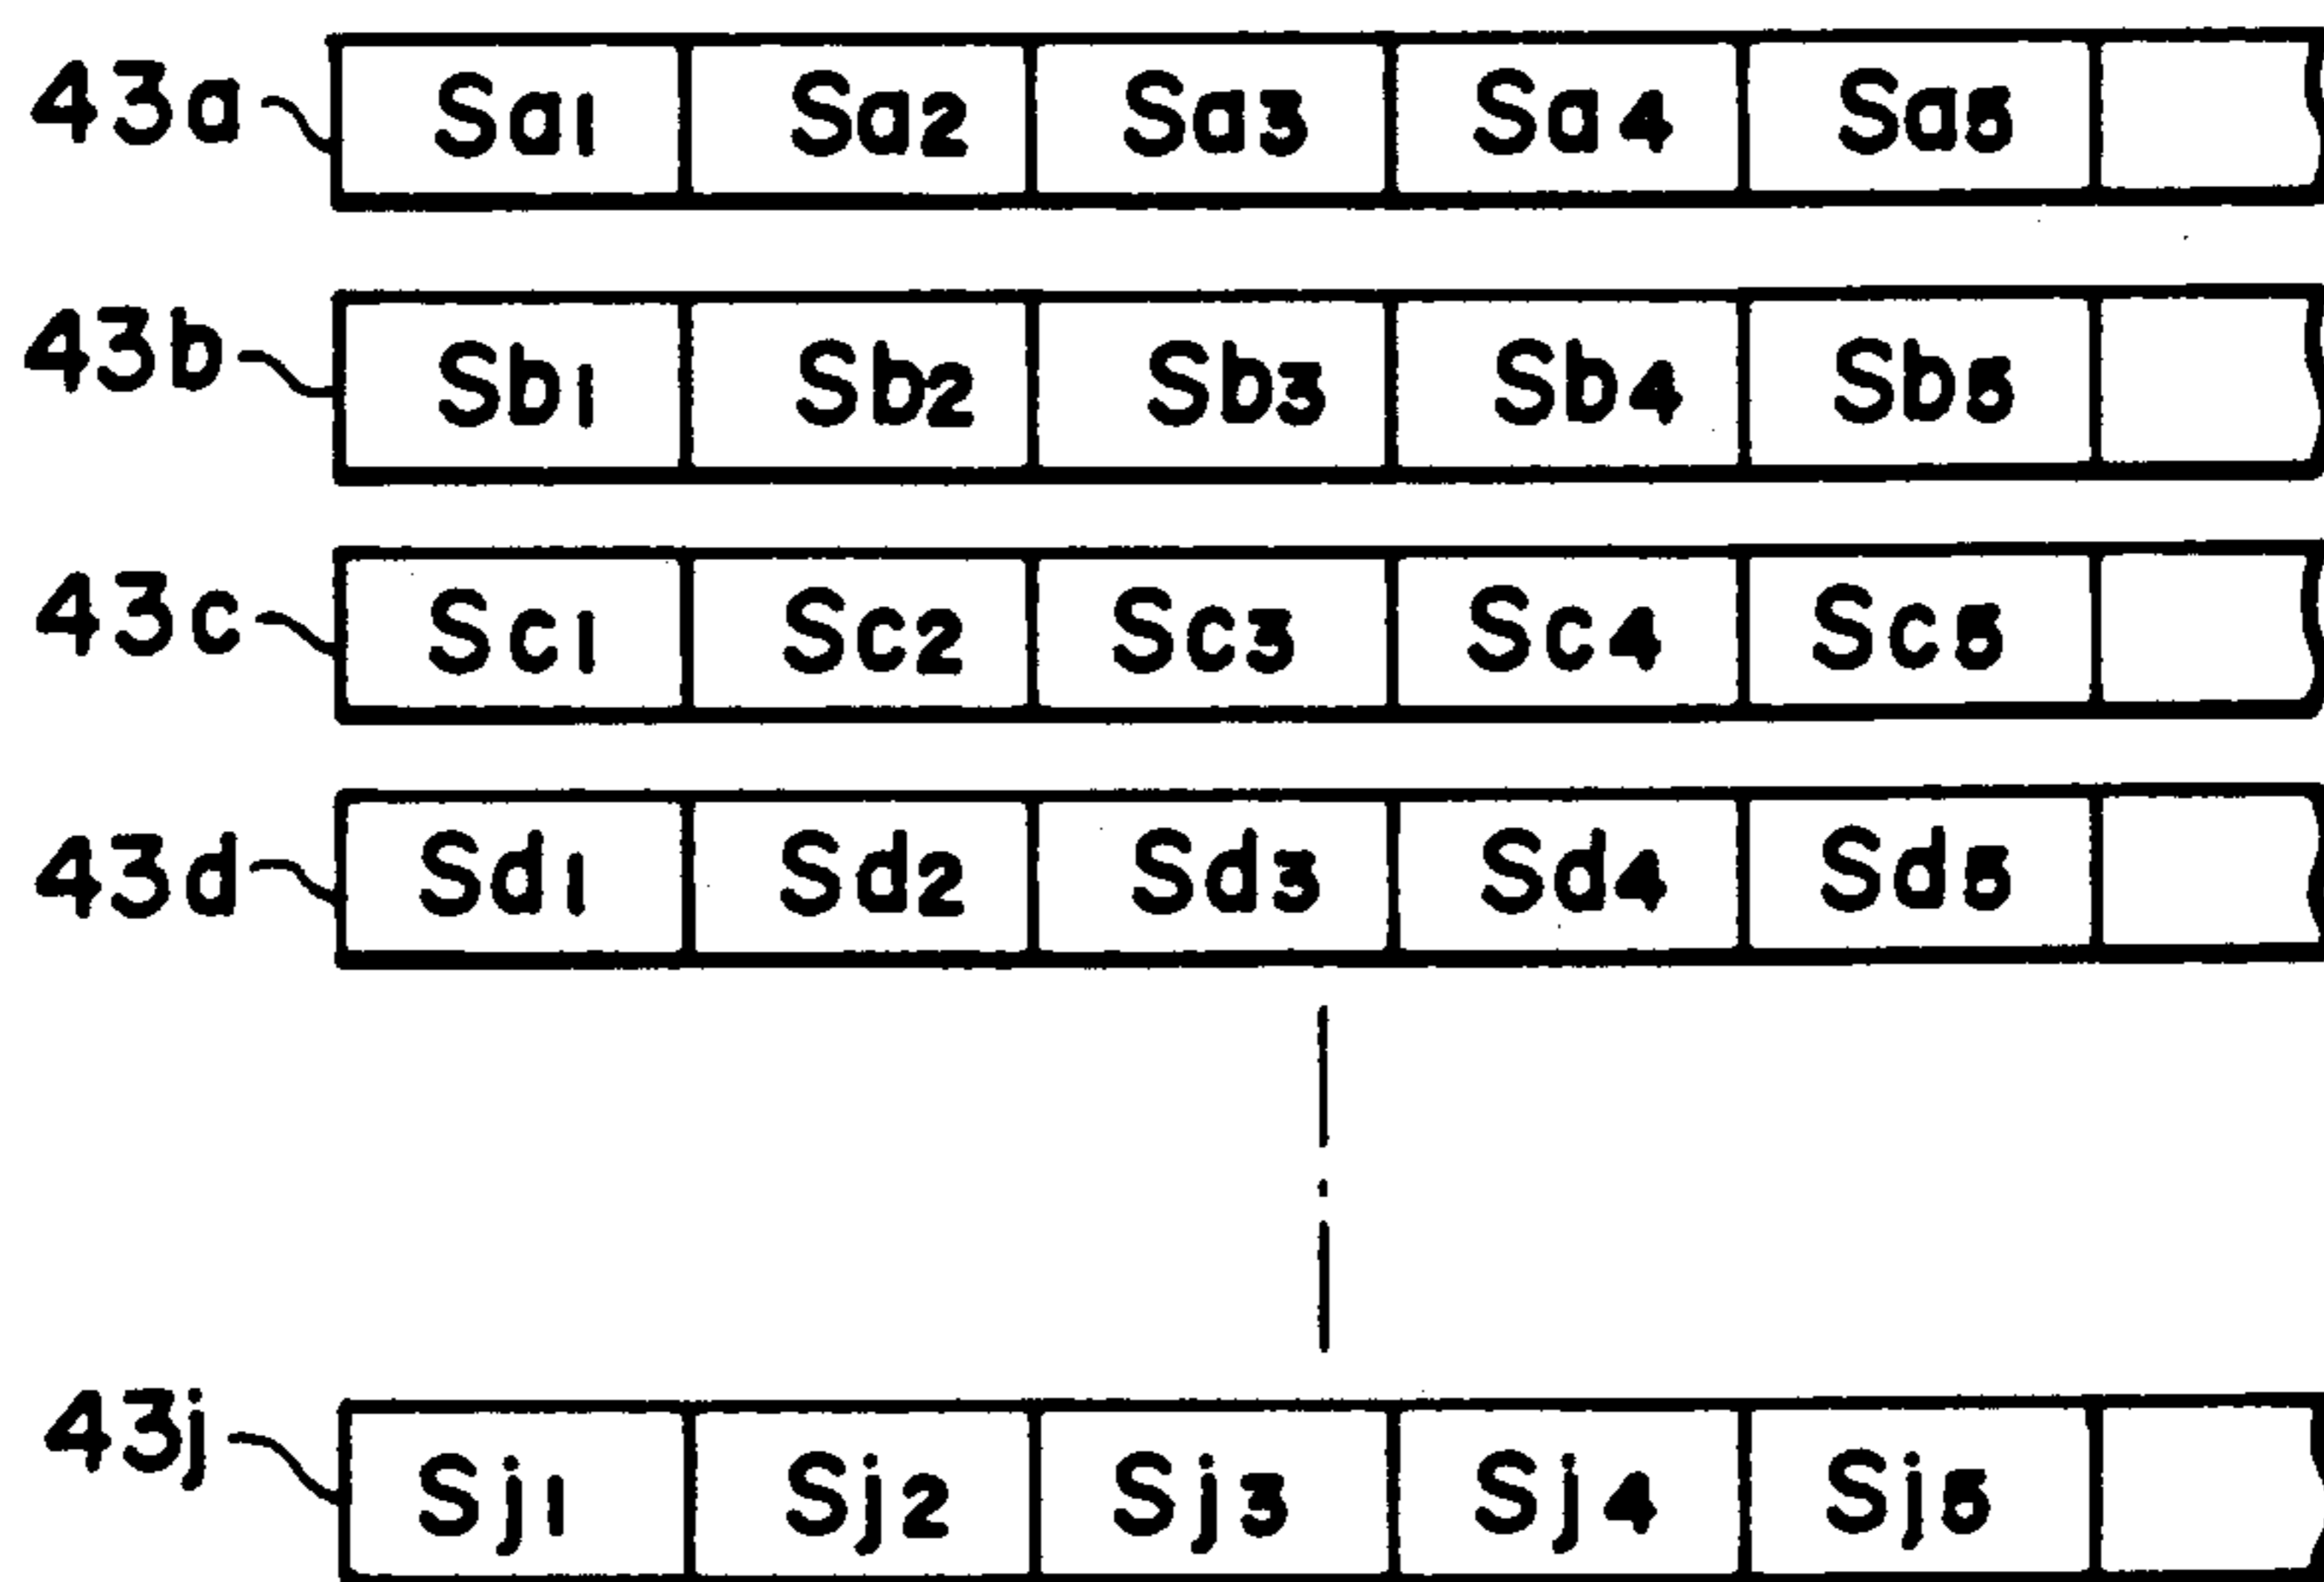 43a Sa1 Sa2 Sa3 Sa4 Sa5
43b Sb1 Sb2 Sb3 Sb4 Sb5
43c Sc1 Sc2 Sc3 Sc4 Sc5
43d Sd1 Sd2 Sd3 Sd4 Sd5
43j Sj1 Sj2 Sj3 Sj4 Sj5